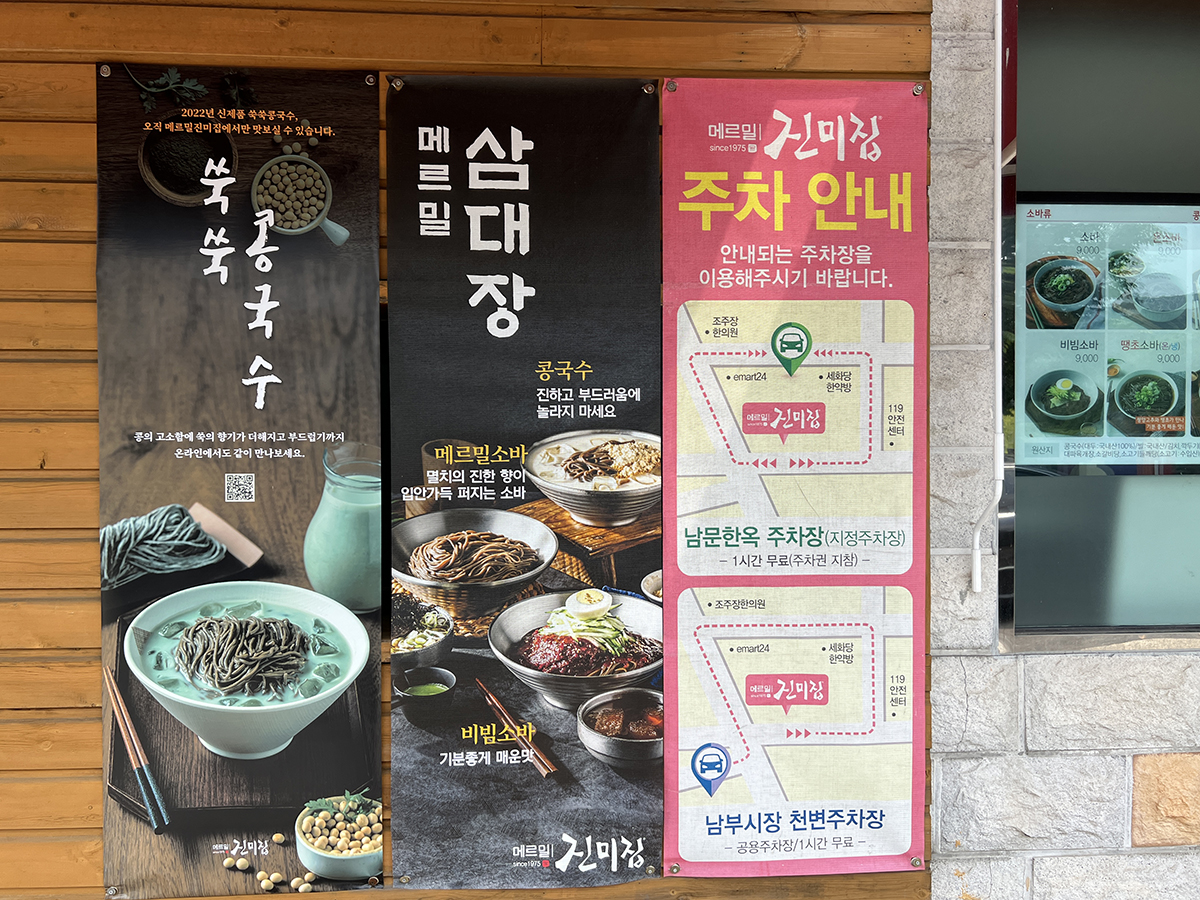 2022년 신제품 쑥쑥콩국수,
오직 메르밀진미집에서만 맛보실 수 있습니다.
쑥쑥
콩국수
콩의 고소함에 쑥의 향기가 더해지고 부드럽기까지
온라인에서도 같이 만나보세요.
메르밀 진미집
메르밀
삼대장
콩국수
진하고 부드러움에
놀라지 마세요
메르밀소바
멸치의 진한 향이
입안가득 퍼지는 소바
비빔소바
기분좋게 매운맛
메르밀 진미집
since1975
메르밀 진미집
since1975
주차 안내
안내되는 주차장을
이용해주시기 바랍니다.
조주장
한의원
emart24
세화당
한약방
119
안전
센터
메르밀 진미집
남문한옥 주차장(지정주차장)
– 1시간 무료(주차권 지참) –
조주장한의원
emart24
세화당
한약방
119
안전
센터
메르밀 진미집
남부시장 천변주차장
– 공용주차장/1시간 무료 –
소바류
콩
소바
9,000
온소바
9,000
비빔소바
9,000
땡초소바(온/냉)
9,000
원산지